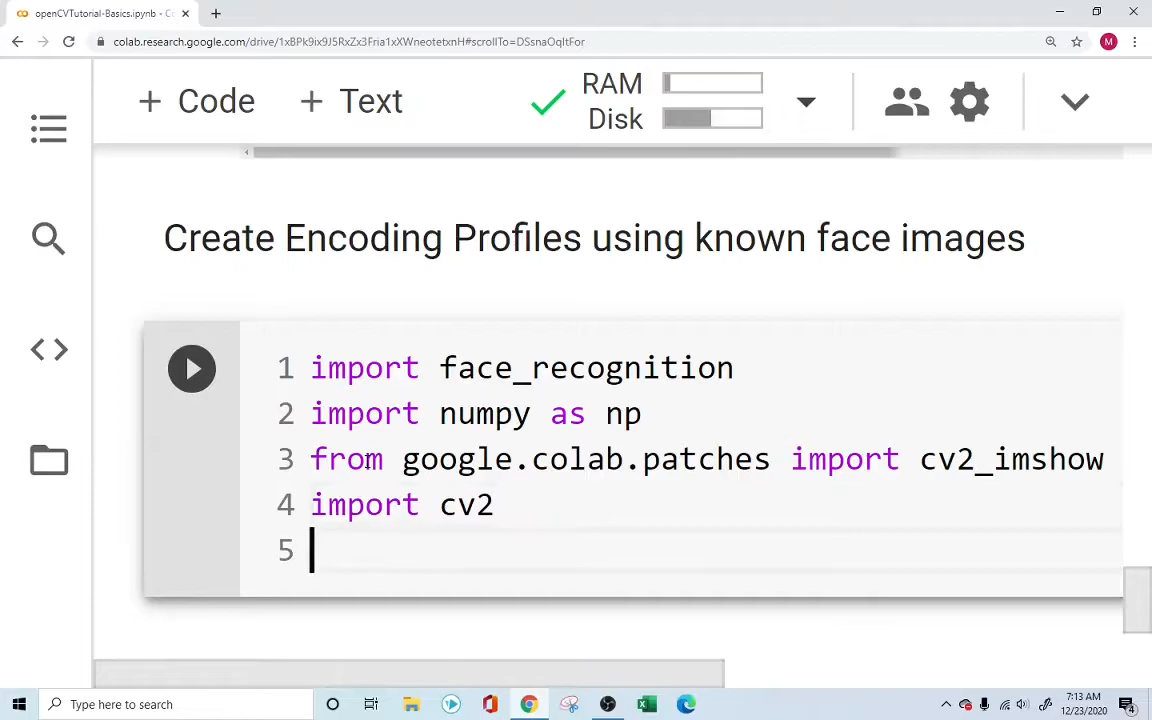 openCVTutorial-Basics.ipynb - Co
colab.research.google.com/drive/1xBPk9ix9J5RxZx3Fria1xXWneotetxnH#scrollTo=DSsnaOqItFor
M
+ Code + Text
RAM
Disk
Create Encoding Profiles using known face images
1 import face_recognition
2 import numpy as np
3 from google.colab.patches import cv2_imshow
4 import cv2
5
Type here to search
7:13 AM
12/23/2020
4